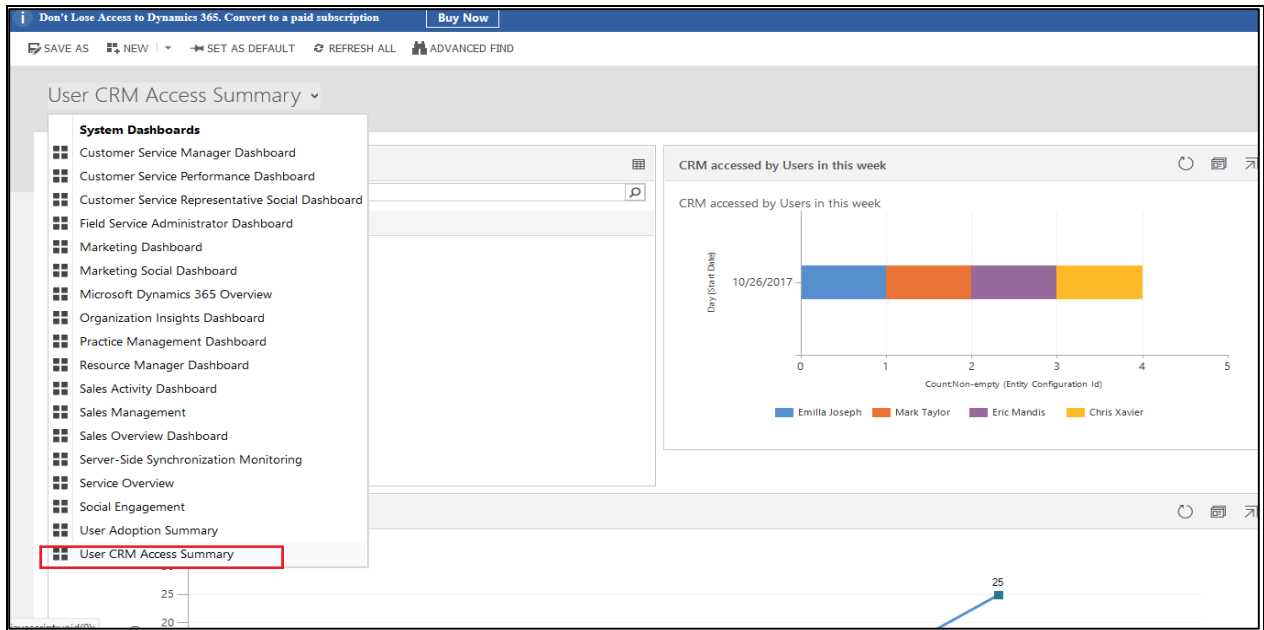 Don't Lose Access to Dynamics 365. Convert to a paid subscription Buy Now
SAVE AS NEW SET AS DEFAULT REFRESH ALL ADVANCED FIND
User CRM Access Summary
System Dashboards
Customer Service Manager Dashboard
Customer Service Performance Dashboard
Customer Service Representative Social Dashboard
Field Service Administrator Dashboard
Marketing Dashboard
Marketing Social Dashboard
Microsoft Dynamics 365 Overview
Organization Insights Dashboard
Practice Management Dashboard
Resource Manager Dashboard
Sales Activity Dashboard
Sales Management
Sales Overview Dashboard
Server-Side Synchronization Monitoring
Service Overview
Social Engagement
User Adoption Summary
User CRM Access Summary
CRM accessed by Users in this week
CRM accessed by Users in this week
Day (Start Date)
10/26/2017
0 1 2 3 4 5
Count:Non-empty (Entity Configuration Id)
Emilla Joseph Mark Taylor Eric Mandis Chris Xavier
25
25
20